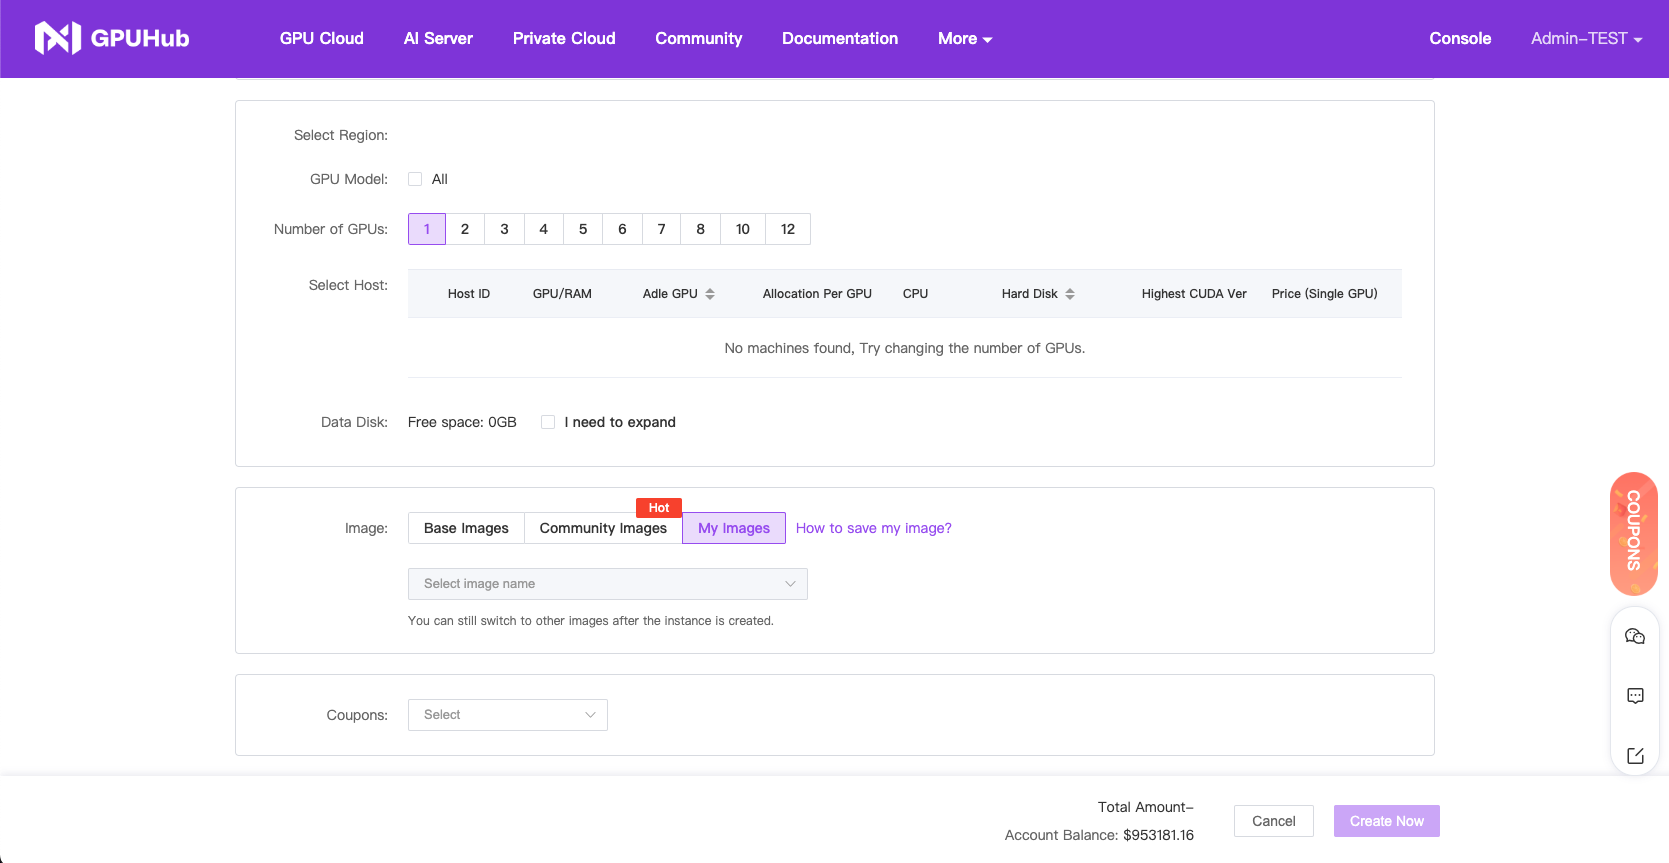 GPUHub
GPU Cloud
AI Server
Private Cloud
Community
Documentation
More
Console
Admin-TEST
Select Region:
GPU Model:
All
Number of GPUs:
1 2 3 4 5 6 7 8 10 12
Select Host:
Host ID GPU/RAM Adle GPU Allocation Per GPU CPU Hard Disk Highest CUDA Ver Price (Single GPU)
No machines found, Try changing the number of GPUs.
Data Disk:
Free space: 0GB
I need to expand
Hot
Image:
Base Images
Community Images
My Images
How to save my image?
Select image name
You can still switch to other images after the instance is created.
Coupons:
Select
COUPONS
Total Amount-
Account Balance: $953181.16
Cancel
Create Now